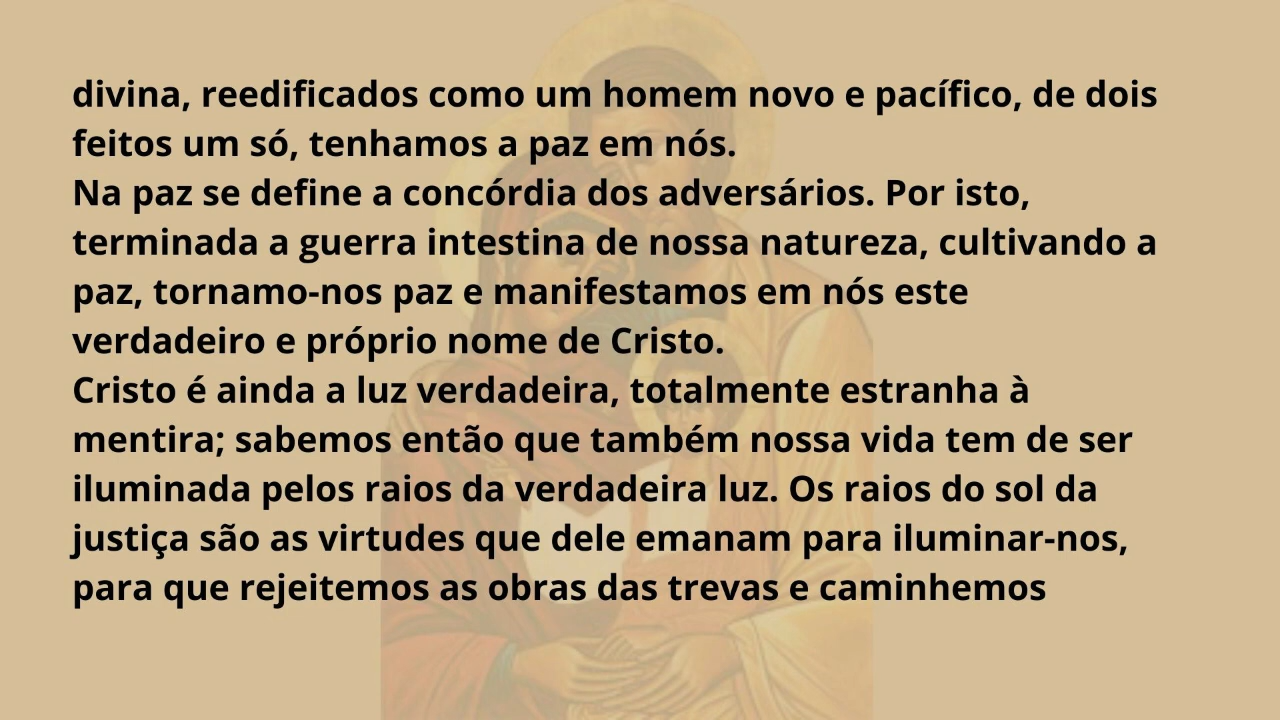 divina, reedificados como um homem novo e pacífico, de dois
feitos um só, tenhamos a paz em nós.
Na paz se define a concórdia dos adversários. Por isto,
terminada a guerra intestina de nossa natureza, cultivando a
paz, tornamo-nos paz e manifestamos em nós este
verdadeiro e próprio nome de Cristo.
Cristo é ainda a luz verdadeira, totalmente estranha à
mentira; sabemos então que também nossa vida tem de ser
iluminada pelos raios da verdadeira luz. Os raios do sol da
justiça são as virtudes que dele emanam para iluminar-nos,
para que rejeitemos as obras das trevas e caminhemos